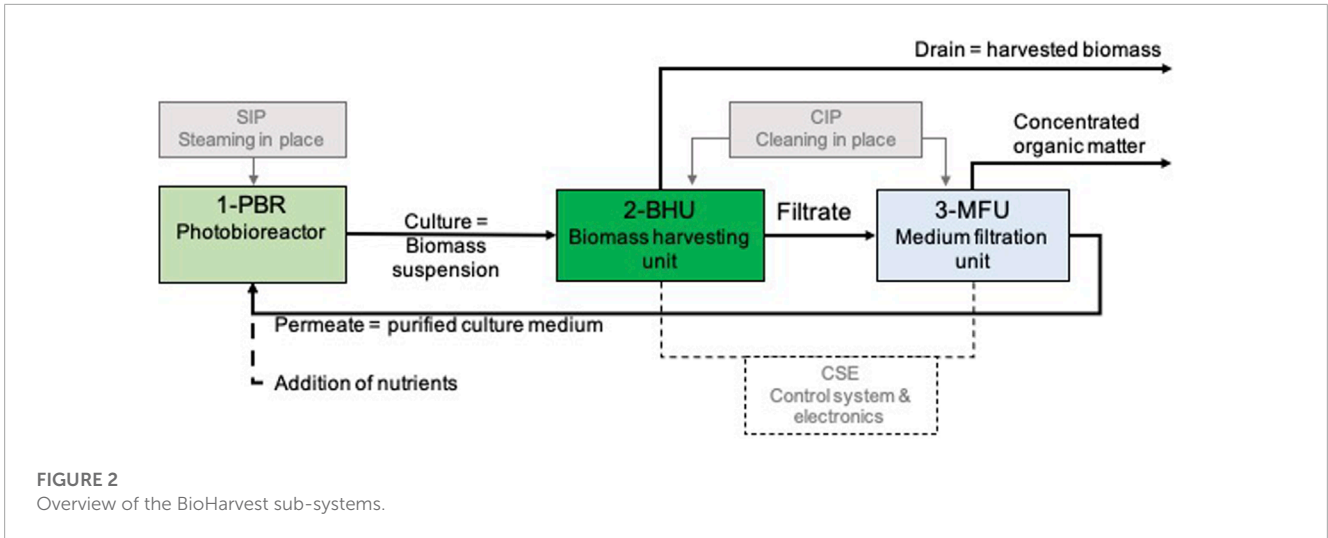 Drain = harvested biomass
SIP
Steaming in place
CIP
Cleaning in place
Concentrated
organic matter
1-PBR
Photobioreactor
Culture =
Biomass
suspension
2-BHU
Biomass harvesting
unit
Filtrate
3-MFU
Medium filtration
unit
Permeate = purified culture medium
Addition of nutrients
CSE
Control system &
electronics
FIGURE 2
Overview of the BioHarvest sub-systems.